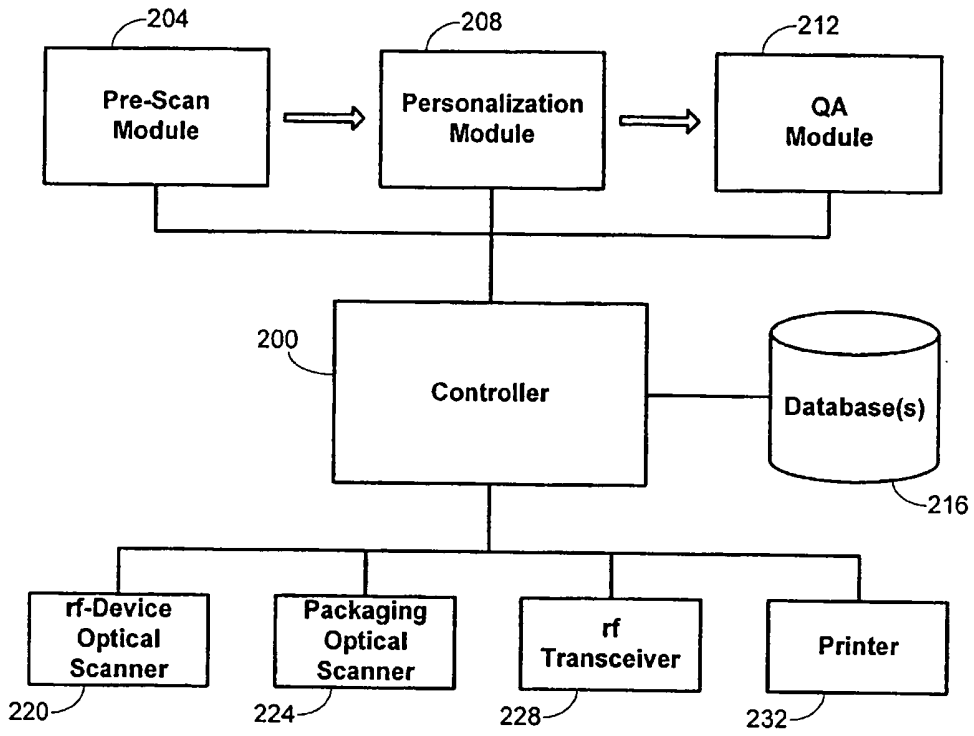 204
208
212
Pre-Scan
Module
Personalization
Module
QA
Module
200
Controller
Database(s)
216
rf-Device
Optical
Scanner
Packaging
Optical
Scanner
rf
Transceiver
Printer
220
224
228
232